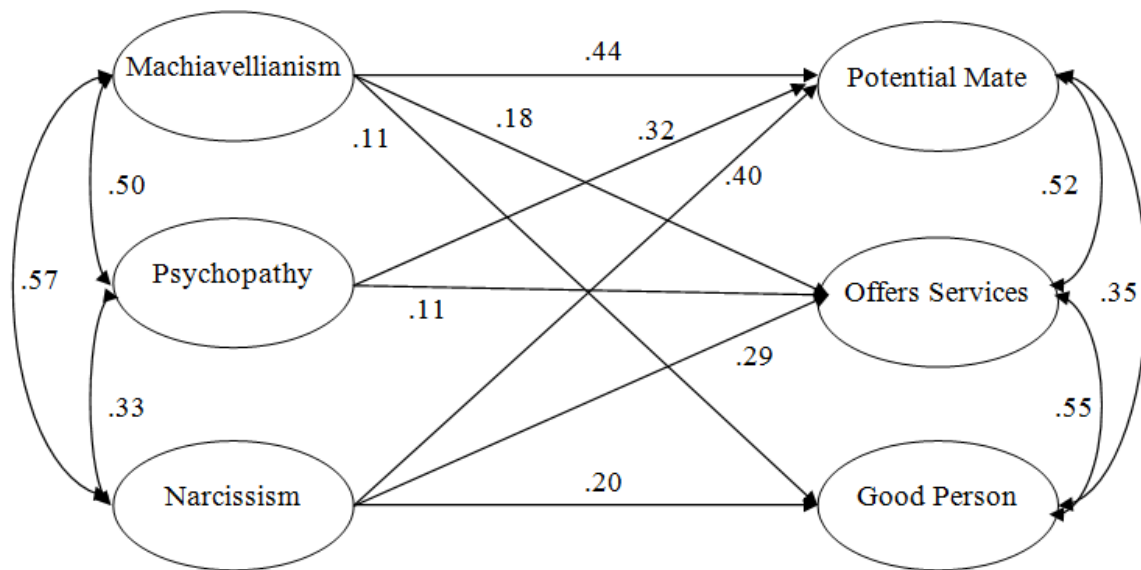 Machiavellianism
.44
Potential Mate
.11
.18
.32
.40
.50
.52
Psychopathy
.57
.11
Offers Services
.35
.29
.33
.55
Narcissism
.20
Good Person